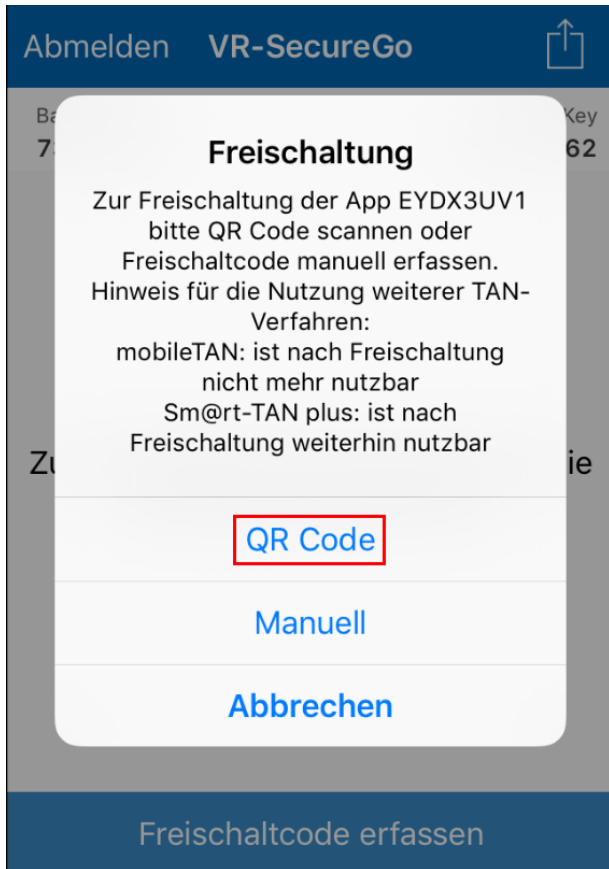 Abmelden VR-SecureGo
Key
62
Freischaltung
Zur Freischaltung der App EYDX3UV1
bitte QR Code scannen oder
Freischaltcode manuell erfassen.
Hinweis für die Nutzung weiterer TAN-
Verfahren:
mobileTAN: ist nach Freischaltung
nicht mehr nutzbar
Sm@rt-TAN plus: ist nach
Freischaltung weiterhin nutzbar
QR Code
Manuell
Abbrechen
Freischaltcode erfassen